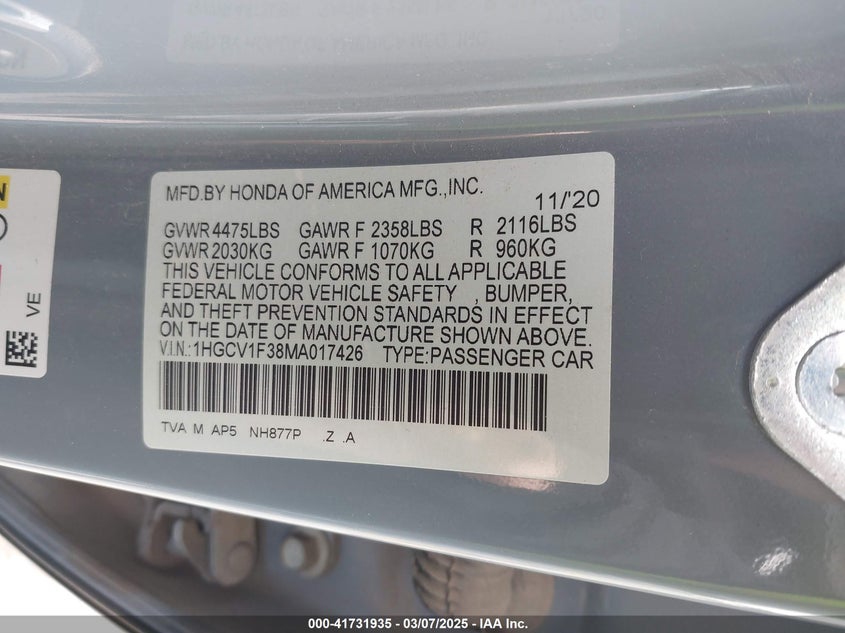 MFD.BY HONDA OF AMERICA MFG.,INC.
11/'20
GVWR 4475LBS GAWR F 2358LBS R 2116LBS
GVWR 2030KG GAWR F 1070KG R 960KG
THIS VEHICLE CONFORMS TO ALL APPLICABLE
FEDERAL MOTOR VEHICLE SAFETY , BUMPER,
AND THEFT PREVENTION STANDARDS IN EFFECT
ON THE DATE OF MANUFACTURE SHOWN ABOVE.
V.I.N.:1HGCV1F38MA017426 TYPE:PASSENGER CAR
TVA M AP5 NH877P .Z .A
VE
000-41731935 - 03/07/2025 - IAA Inc.